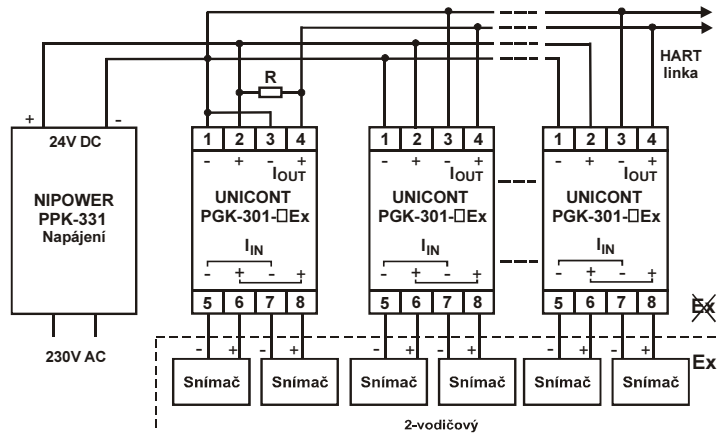 HART
linka
R
+ -
24V DC
NIPOWER
PPK-331
Napájení
230V AC
1 2 3 4
- + - +
IOUT
UNICONT
PGK-301-□Ex
IIN
- + - +
5 6 7 8
- + - +
Snímač Snímač
1 2 3 4
- + - +
IOUT
UNICONT
PGK-301-□Ex
IIN
- + - +
5 6 7 8
- + - +
Snímač Snímač
1 2 3 4
- + - +
IOUT
UNICONT
PGK-301-□Ex
IIN
- + - +
5 6 7 8
- + - +
Snímač Snímač
Ex
Ex
2-vodičový